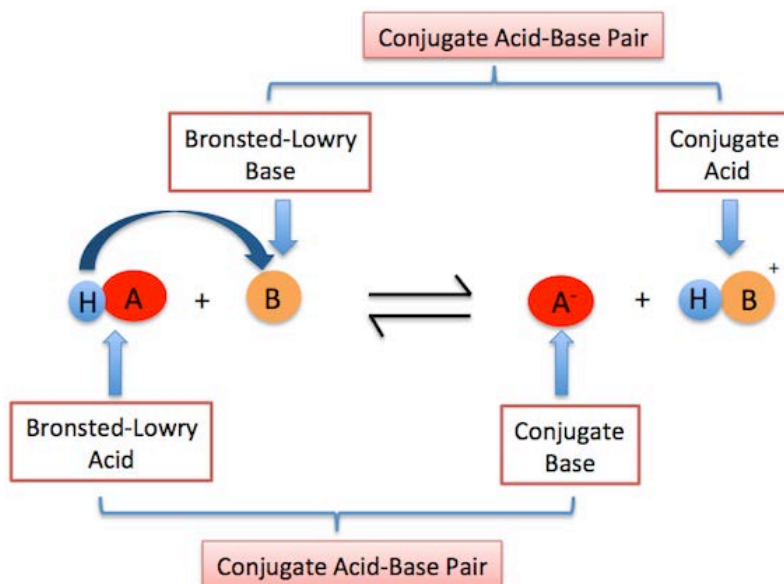 Conjugate Acid-Base Pair
Bronsted-Lowry
Base
Conjugate
Acid
H A + B A⁻ + H B ⁺
Bronsted-Lowry
Acid
Conjugate
Base
Conjugate Acid-Base Pair